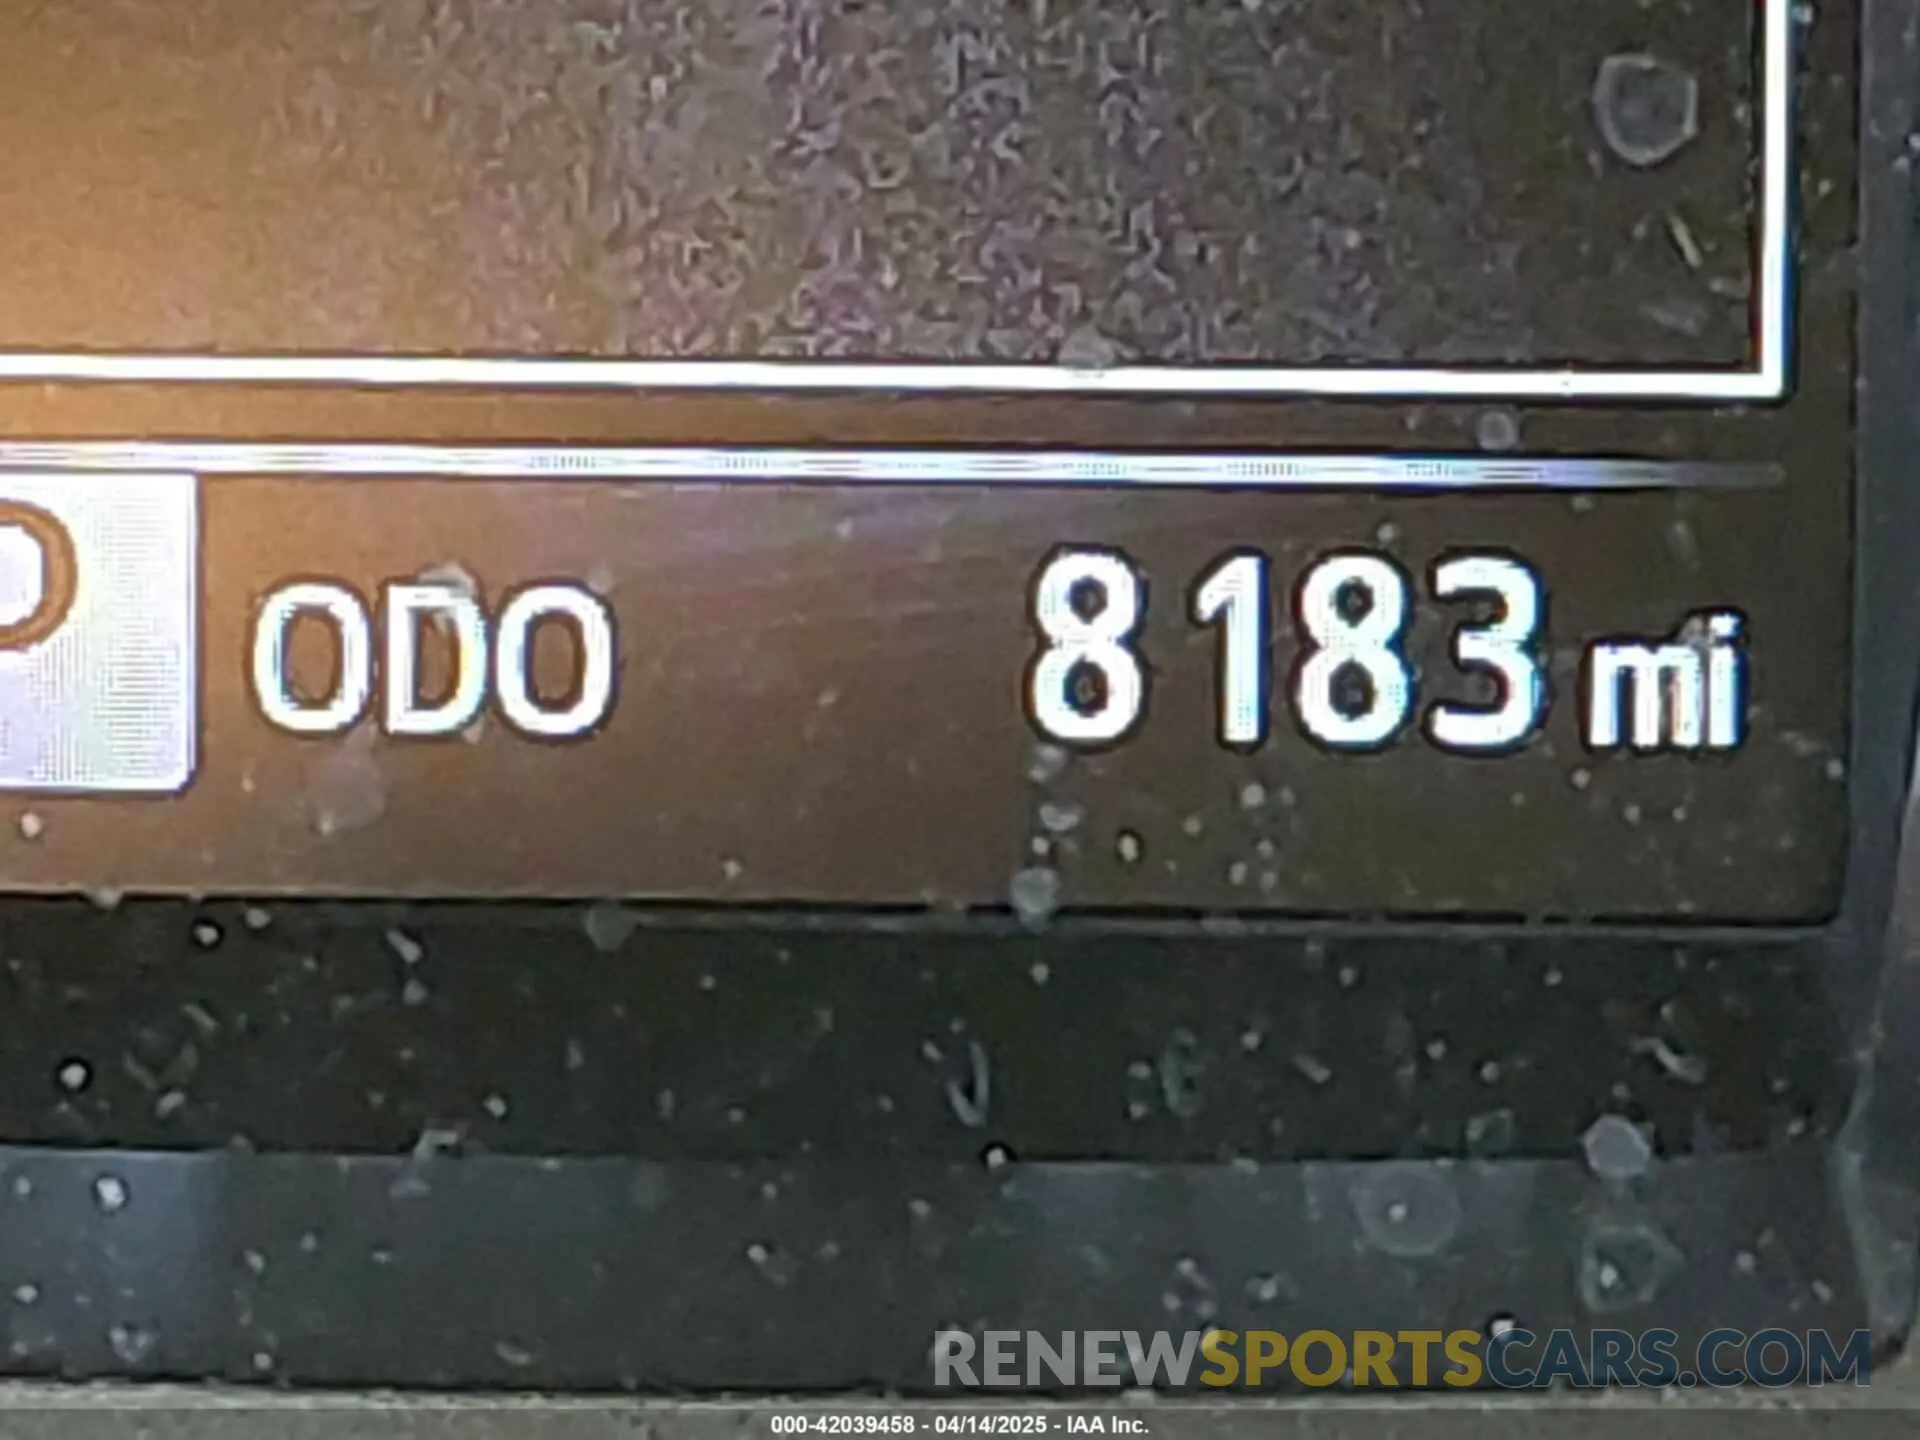 P ODO 8183 mi
RENEWSPORTSCARS.COM
000-42039458 - 04/14/2025 - IAA Inc.